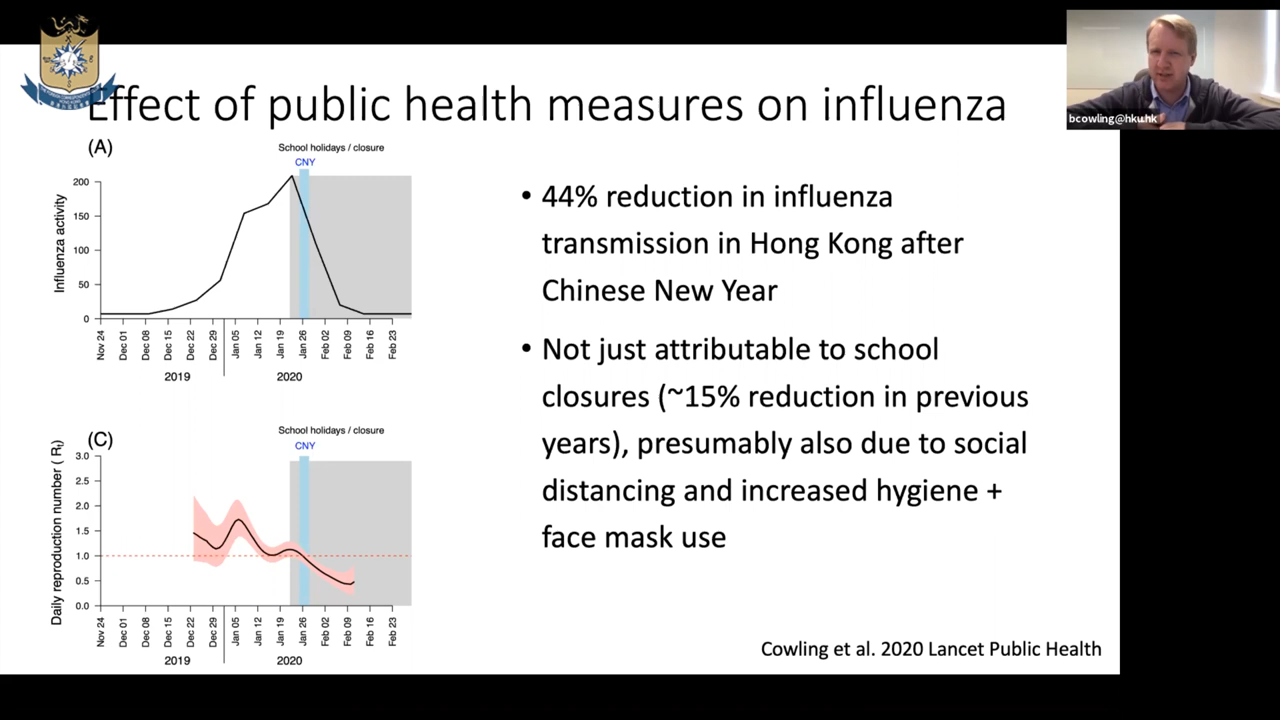 Effect of public health measures on influenza
bcowling@hku.hk
(A)
School holidays / closure
CNY
Influenza activity
200
150
100
50
0
Nov 24
Dec 01
Dec 08
Dec 15
Dec 22
Dec 29
Jan 05
Jan 12
Jan 19
Jan 26
Feb 02
Feb 09
Feb 16
Feb 23
2019
2020
(C)
School holidays / closure
CNY
Daily reproduction number ( Rt)
3.0
2.5
2.0
1.5
1.0
0.5
0.0
Nov 24
Dec 01
Dec 08
Dec 15
Dec 22
Dec 29
Jan 05
Jan 12
Jan 19
Jan 26
Feb 02
Feb 09
Feb 16
Feb 23
2019
2020
• 44% reduction in influenza
transmission in Hong Kong after
Chinese New Year
• Not just attributable to school
closures (~15% reduction in previous
years), presumably also due to social
distancing and increased hygiene +
face mask use
Cowling et al. 2020 Lancet Public Health